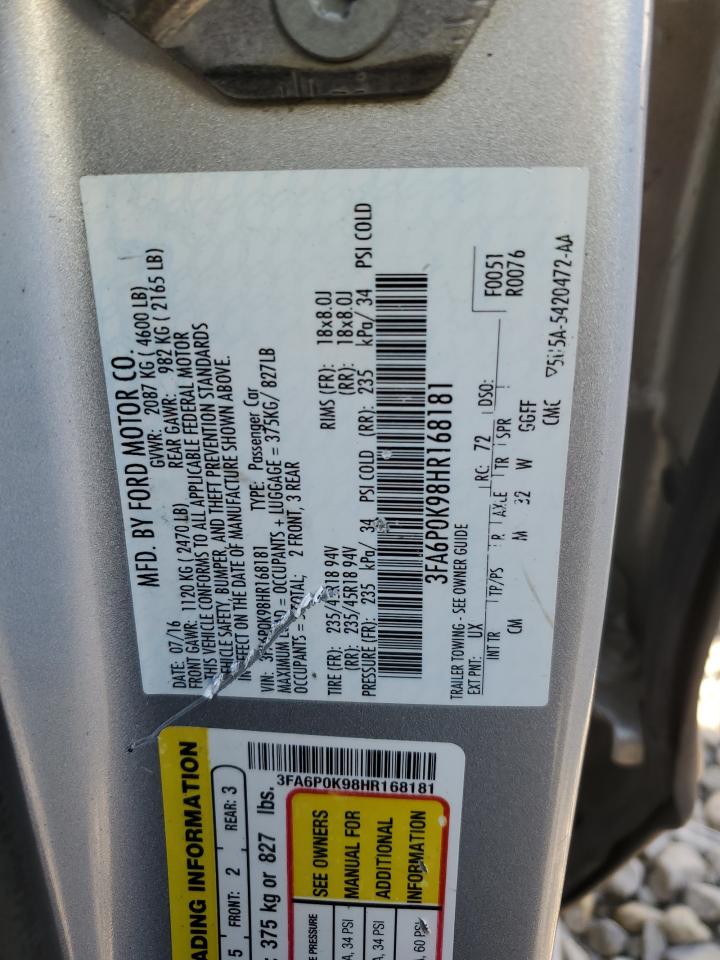 MFD. BY FORD MOTOR CO.
DATE: 07/16 GVWR: 2087 KG ( 4600 LB)
FRONT GAWR: 1120 KG ( 2470 LB) REAR GAWR: 982 KG ( 2165 LB)
THIS VEHICLE CONFORMS TO ALL APPLICABLE FEDERAL MOTOR
VEHICLE SAFETY, BUMPER, AND THEFT PREVENTION STANDARDS
IN EFFECT ON THE DATE OF MANUFACTURE SHOWN ABOVE.
VIN: 3FA6P0K98HR168181 TYPE: Passenger Car
MAXIMUM LOAD = OCCUPANTS + LUGGAGE = 375KG/ 827LB
OCCUPANTS = TOTAL; 2 FRONT, 3 REAR
TIRE (FR): 235/45R18 94V RIMS (FR): 18x8.0J
(RR): 235/45R18 94V (RR): 18x8.0J
PRESSURE (FR): 235 kPa/ 34 PSI COLD (RR): 235 kPa/ 34 PSI COLD
3FA6P0K98HR168181
TRAILER TOWING - SEE OWNER GUIDE
EXT PNT: UX RC: 72 DSO: F0051
R0076
INT TR TP/PS R AXLE TR SPR
CM M 32 W GGFF
CMC 5420472-AA
3FA6P0K98HR168181
ADING INFORMATION
5 FRONT: 2 REAR: 3
375 kg or 827 lbs.
SEE OWNERS
MANUAL FOR
ADDITIONAL
INFORMATION
E PRESSURE
A, 34 PSI
A, 34 PSI
A, 60 PSI